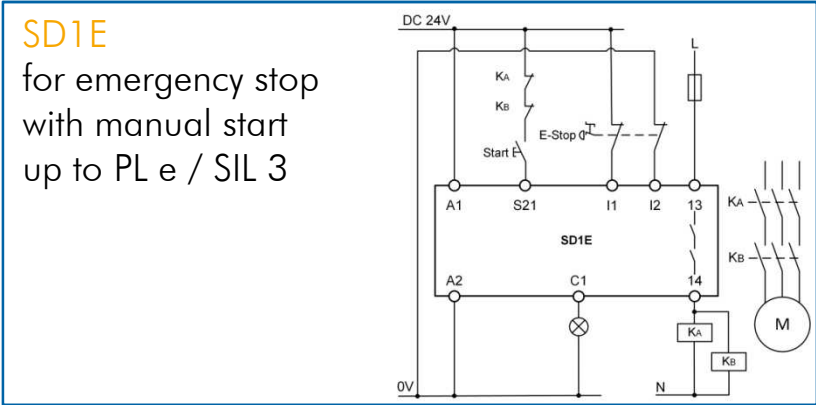 SD1E
for emergency stop
with manual start
up to PL e / SIL 3
DC 24V
L
KA
KB
E-Stop
Start
A1 S21 I1 I2 13
SD1E
A2 C1 14
KA
KB
M
KA
KB
0V N